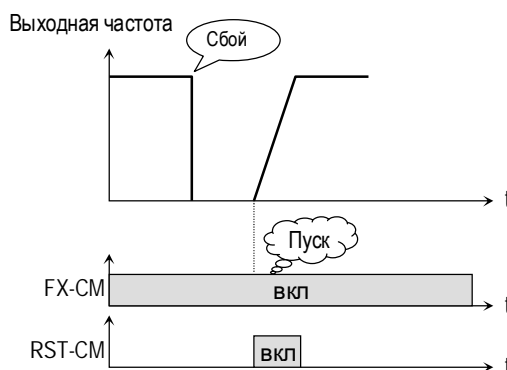 Выходная частота
Сбой
t
Пуск
FX-CM
вкл
t
RST-CM
вкл
t